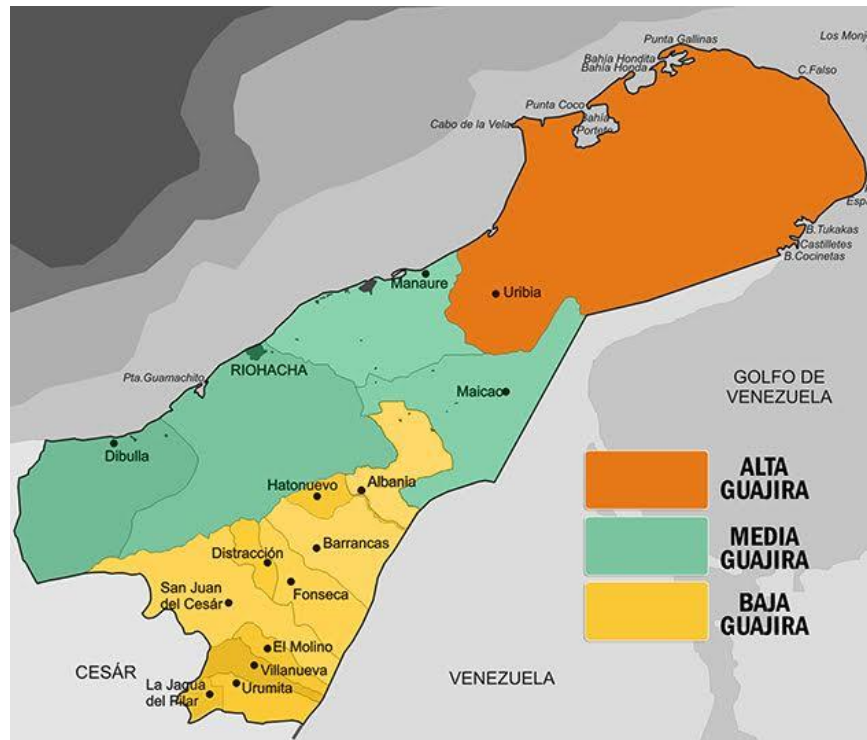 Punta Gallinas
Los Monj
Bahía Hondita
Bahía Honda
C.Falso
Punta Coco
Cabo de la Vela
Bahía
Portete
Esp
B.Tukakas
Castilletes
B.Cocinetas
Manaure
Uribia
Pta.Guamachito
RIOHACHA
Maicao
GOLFO DE
VENEZUELA
Dibulla
Hatonuevo
Albania
ALTA
GUAJIRA
Barrancas
Distracción
MEDIA
GUAJIRA
San Juan
del Cesár
Fonseca
BAJA
GUAJIRA
El Molino
CESÁR
Villanueva
VENEZUELA
La Jagua
del Pilar
Urumita